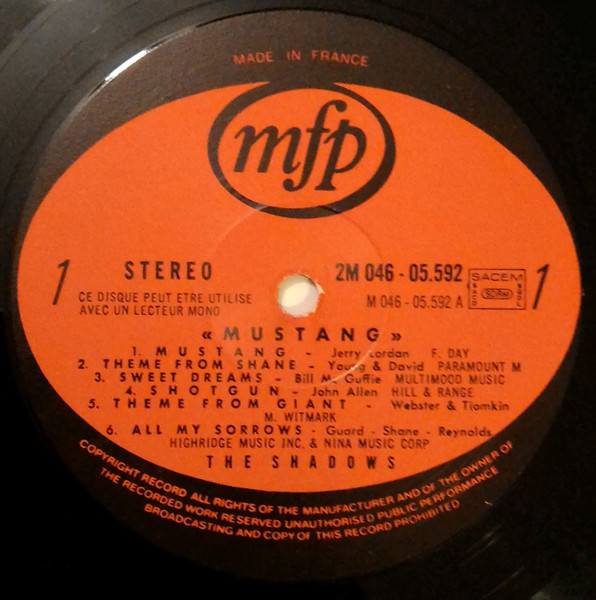 MADE IN FRANCE
mfp
1 STEREO 2M 046 - 05.592 SACEM 1
CE DISQUE PEUT ETRE UTILISE M 046 - 05.592 A SDRM
AVEC UN LECTEUR MONO
« MUSTANG »
1. MUSTANG - Jerry Lordan F. DAY
2. THEME FROM SHANE - Young & David PARAMOUNT M
3. SWEET DREAMS - Bill Mc Guffie MULTIMOOD MUSIC
4. SHOTGUN - John Allen HILL & RANGE
5. THEME FROM GIANT - Webster & Tiomkin
M. WITMARK
6. ALL MY SORROWS - Guard - Shane - Reynolds
HIGHRIDGE MUSIC INC. & NINA MUSIC CORP
THE SHADOWS
COPYRIGHT RECORD ALL RIGHTS OF THE MANUFACTURER AND OF THE OWNER OF
THE RECORDED WORK RESERVED UNAUTHORISED PUBLIC PERFORMANCE
BROADCASTING AND COPY OF THIS RECORD PROHIBITED